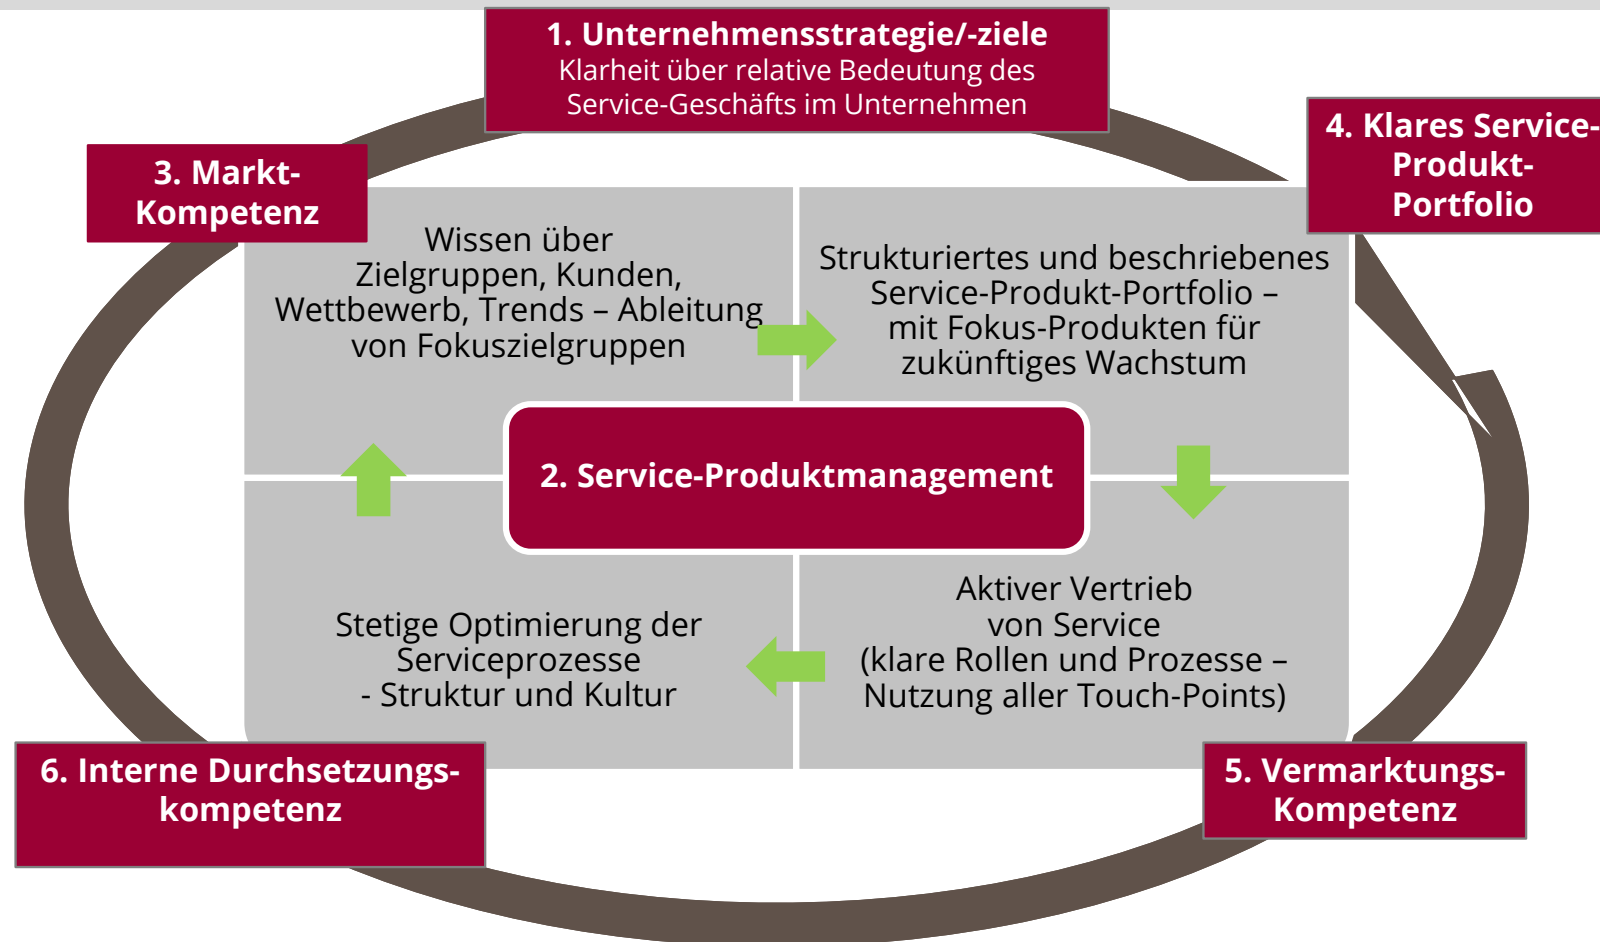 1. Unternehmensstrategie/-ziele
Klarheit über relative Bedeutung des
Service-Geschäfts im Unternehmen
3. Markt-
Kompetenz
4. Klares Service-
Produkt-
Portfolio
Wissen über
Zielgruppen, Kunden,
Wettbewerb, Trends – Ableitung
von Fokuszielgruppen
Strukturiertes und beschriebenes
Service-Produkt-Portfolio –
mit Fokus-Produkten für
zukünftiges Wachstum
2. Service-Produktmanagement
Stetige Optimierung der
Serviceprozesse
- Struktur und Kultur
Aktiver Vertrieb
von Service
(klare Rollen und Prozesse –
Nutzung aller Touch-Points)
6. Interne Durchsetzungs-
kompetenz
5. Vermarktungs-
Kompetenz